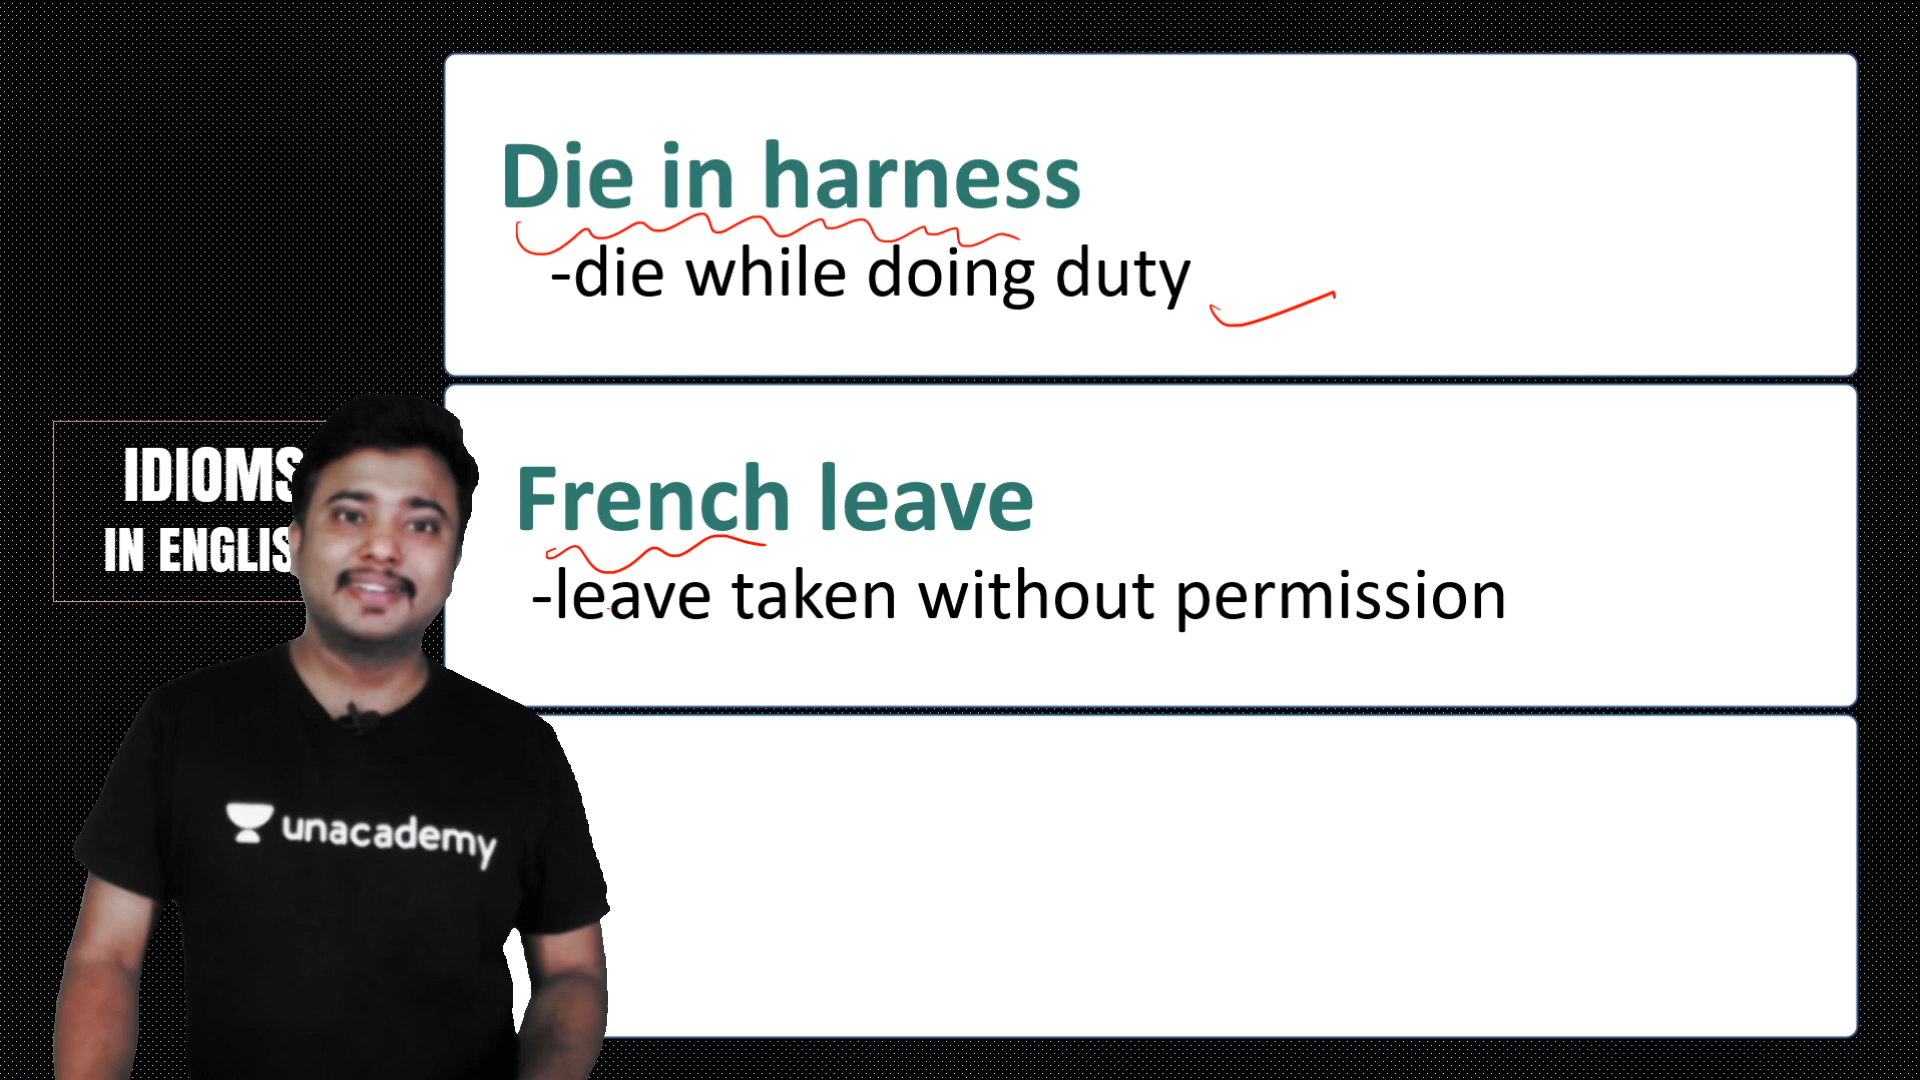 Die in harness
-die while doing duty
IDIOMS
IN ENGLIS
French leave
-leave taken without permission
unacademy